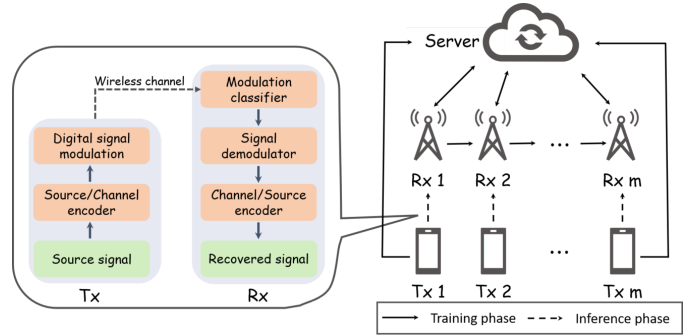 Wireless channel
Digital signal
modulation
Source/Channel
encoder
Source signal
Tx
Modulation
classifier
Signal
demodulator
Channel/Source
encoder
Recovered signal
Rx
Server
Rx 1
Rx 2
...
Rx m
...
Tx 1
Tx 2
Tx m
Training phase
Inference phase